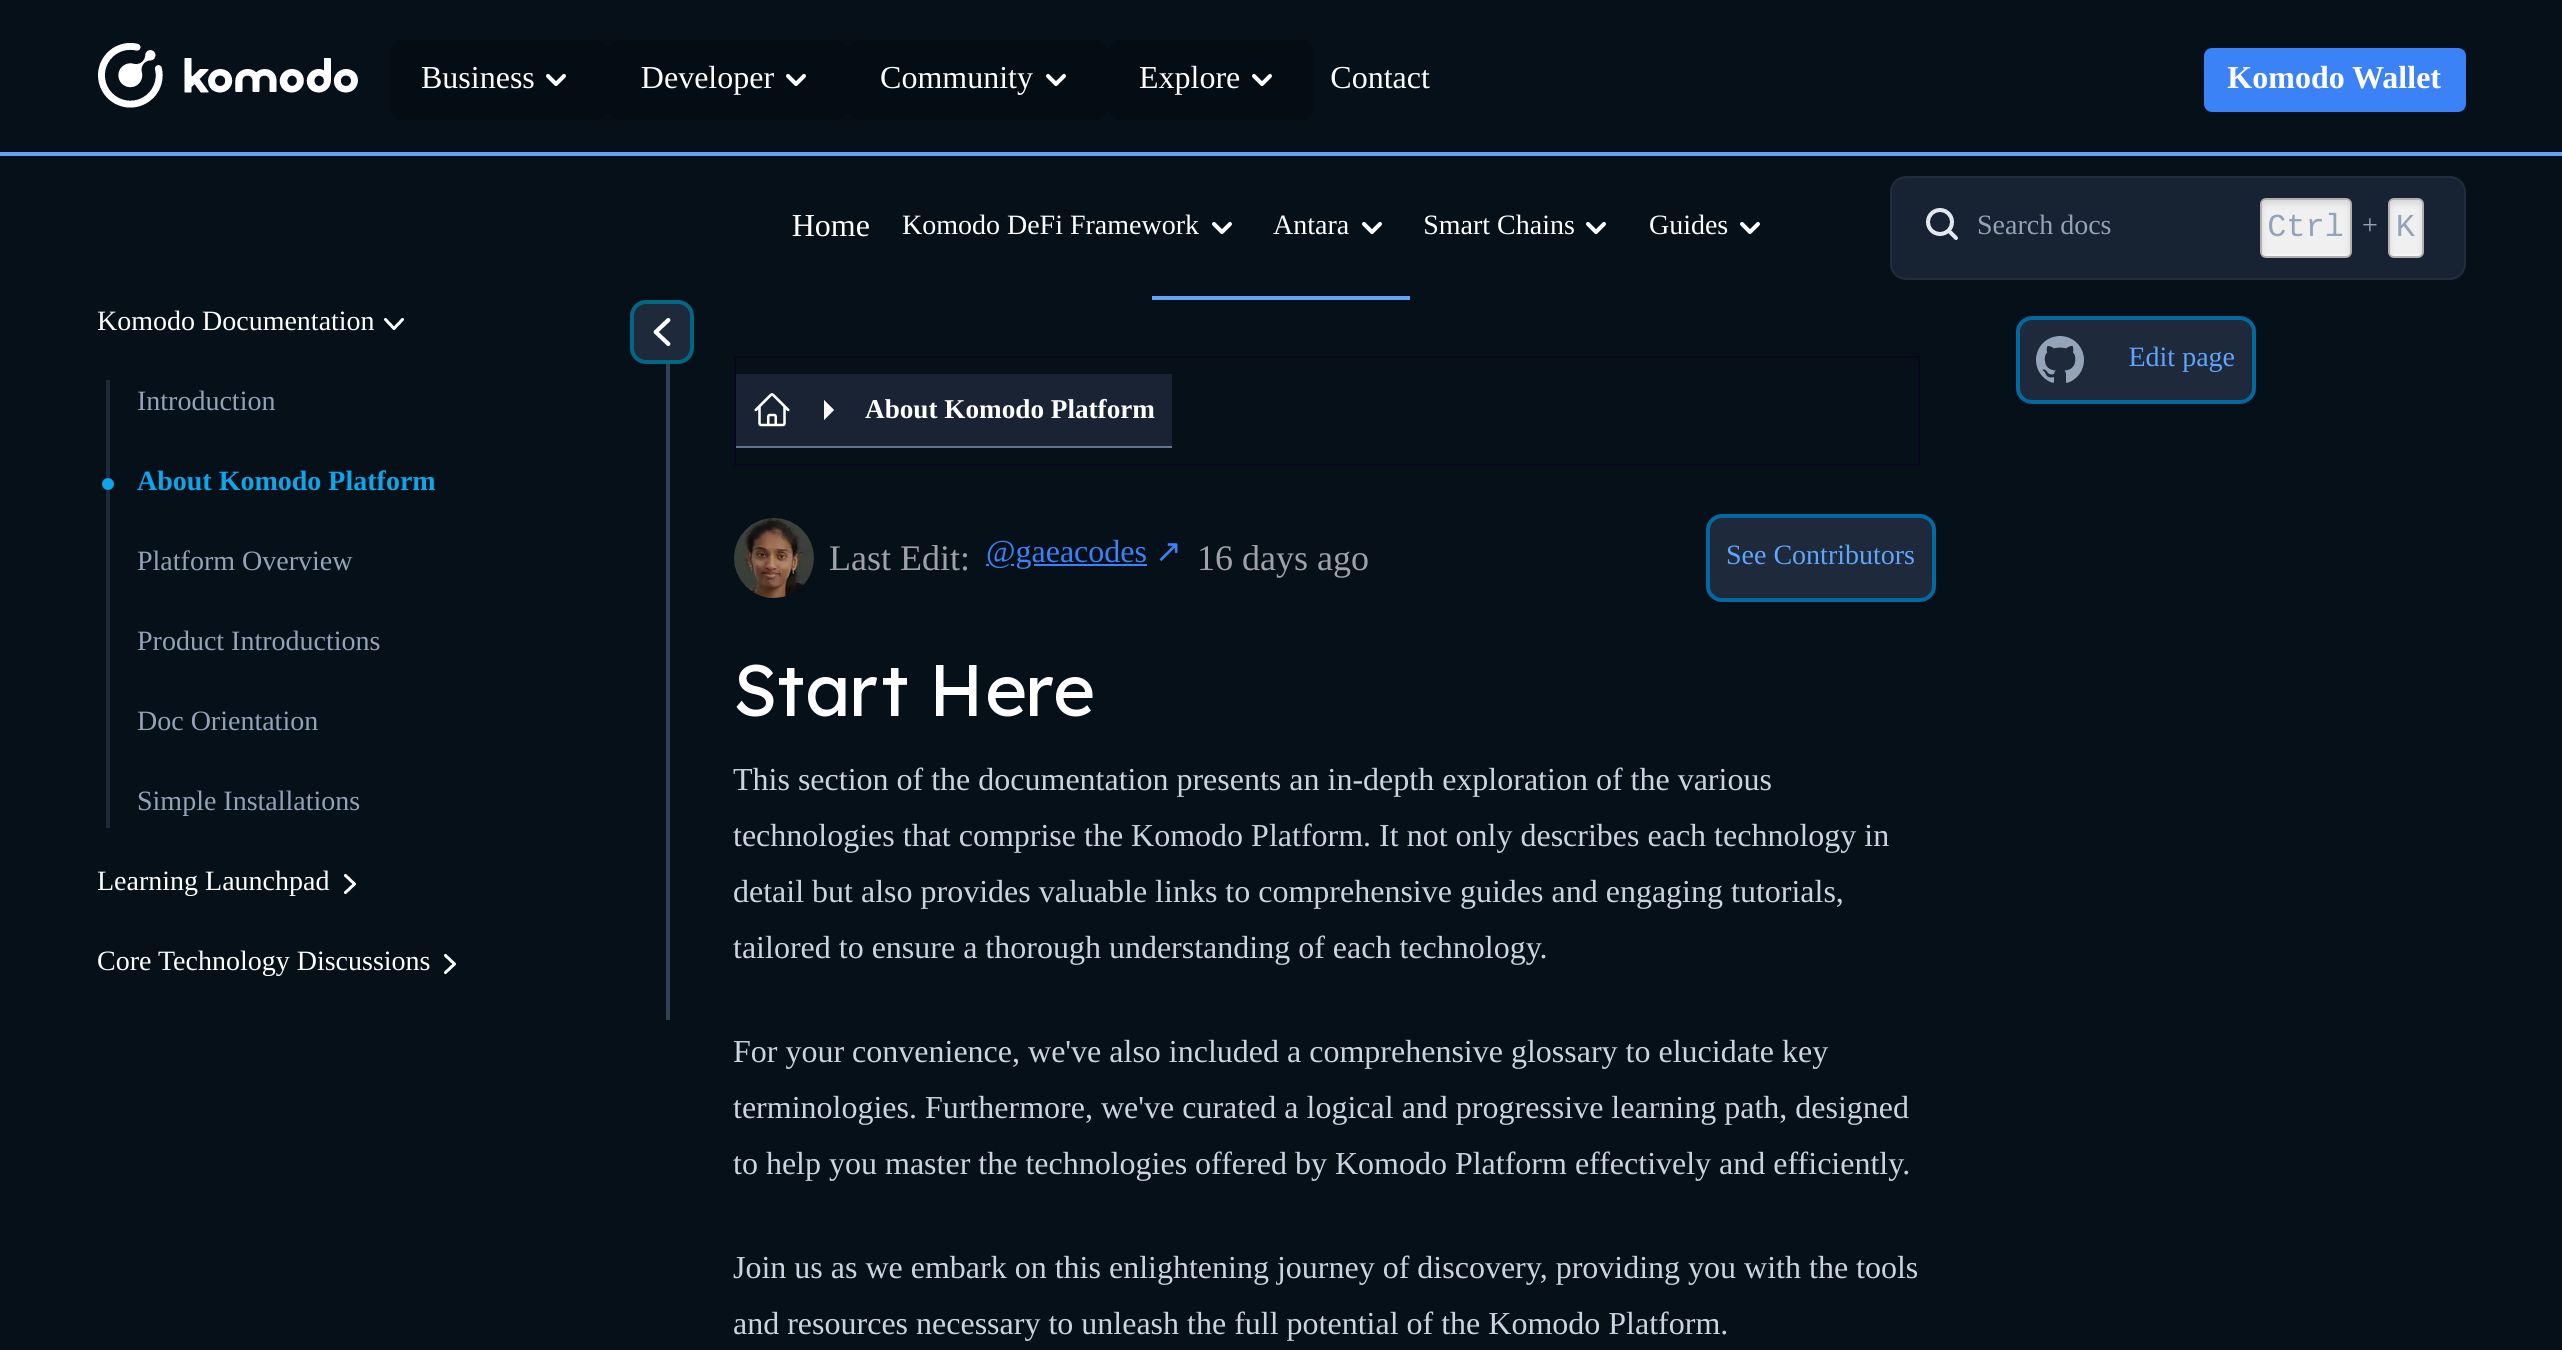 komodo Business Developer Community Explore Contact Komodo Wallet
Home Komodo DeFi Framework Antara Smart Chains Guides Search docs Ctrl + K
Komodo Documentation
Introduction
About Komodo Platform
Platform Overview
Product Introductions
Doc Orientation
Simple Installations
Learning Launchpad
Core Technology Discussions
Edit page
About Komodo Platform
Last Edit: @gaeacodes ↗ 16 days ago See Contributors
Start Here
This section of the documentation presents an in-depth exploration of the various
technologies that comprise the Komodo Platform. It not only describes each technology in
detail but also provides valuable links to comprehensive guides and engaging tutorials,
tailored to ensure a thorough understanding of each technology.
For your convenience, we've also included a comprehensive glossary to elucidate key
terminologies. Furthermore, we've curated a logical and progressive learning path, designed
to help you master the technologies offered by Komodo Platform effectively and efficiently.
Join us as we embark on this enlightening journey of discovery, providing you with the tools
and resources necessary to unleash the full potential of the Komodo Platform.